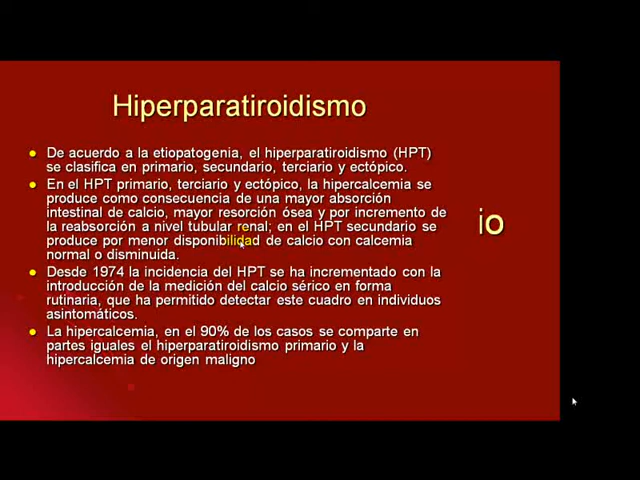 Hiperparatiroidismo
De acuerdo a la etiopatogenia, el hiperparatiroidismo (HPT)
se clasifica en primario, secundario, terciario y ectópico.
En el HPT primario, terciario y ectópico, la hipercalcemia se
produce como consecuencia de una mayor absorción
intestinal de calcio, mayor resorción ósea y por incremento de
la reabsorción a nivel tubular renal; en el HPT secundario se
produce por menor disponibilidad de calcio con calcemia
normal o disminuida.
Desde 1974 la incidencia del HPT se ha incrementado con la
introducción de la medición del calcio sérico en forma
rutinaria, que ha permitido detectar este cuadro en individuos
asintomáticos.
La hipercalcemia, en el 90% de los casos se comparte en
partes iguales el hiperparatiroidismo primario y la
hipercalcemia de origen maligno
io